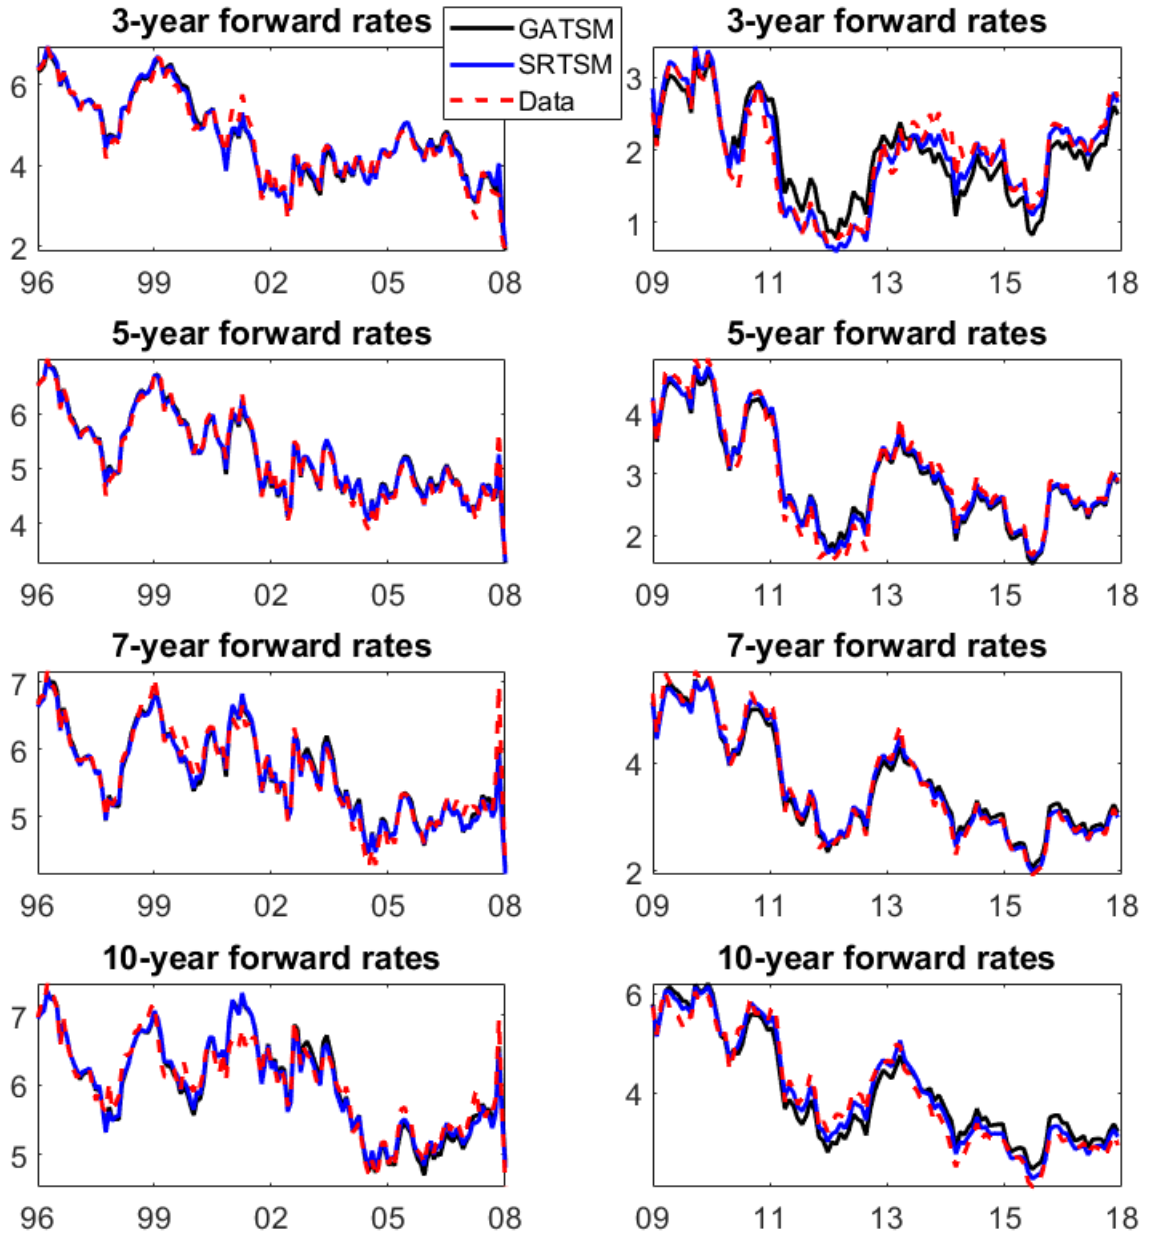 3-year forward rates
GATSM
SRTSM
Data
6
4
2
96 99 02 05 08
3-year forward rates
3
2
1
09 11 13 15 18
5-year forward rates
6
5
4
96 99 02 05 08
5-year forward rates
4
3
2
09 11 13 15 18
7-year forward rates
7
6
5
96 99 02 05 08
7-year forward rates
4
2
09 11 13 15 18
10-year forward rates
7
6
5
96 99 02 05 08
10-year forward rates
6
4
09 11 13 15 18